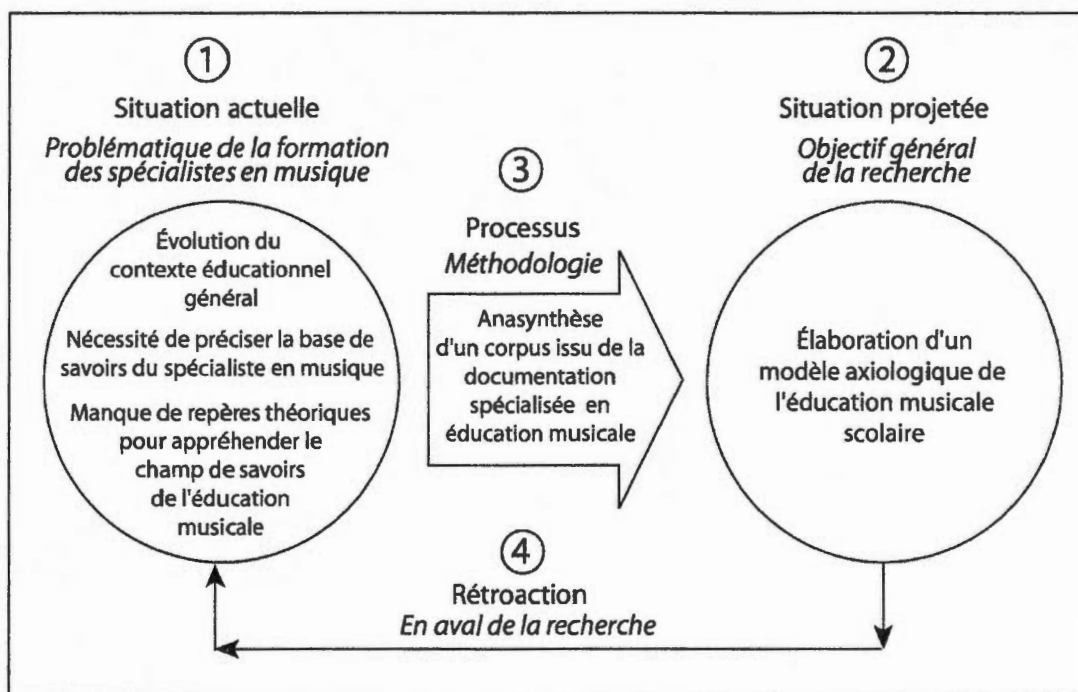 1
Situation actuelle
Problématique de la formation
des spécialistes en musique
Évolution du
contexte éducationnel
général
Nécessité de préciser la base de
savoirs du spécialiste en musique
Manque de repères théoriques
pour appréhender le
champ de savoirs
de l'éducation
musicale
2
Situation projetée
Objectif général
de la recherche
Élaboration d'un
modèle axiologique de
l'éducation musicale
scolaire
3
Processus
Méthodologie
Anasynthèse
d'un corpus issu de la
documentation
spécialisée en
éducation musicale
4
Rétroaction
En aval de la recherche